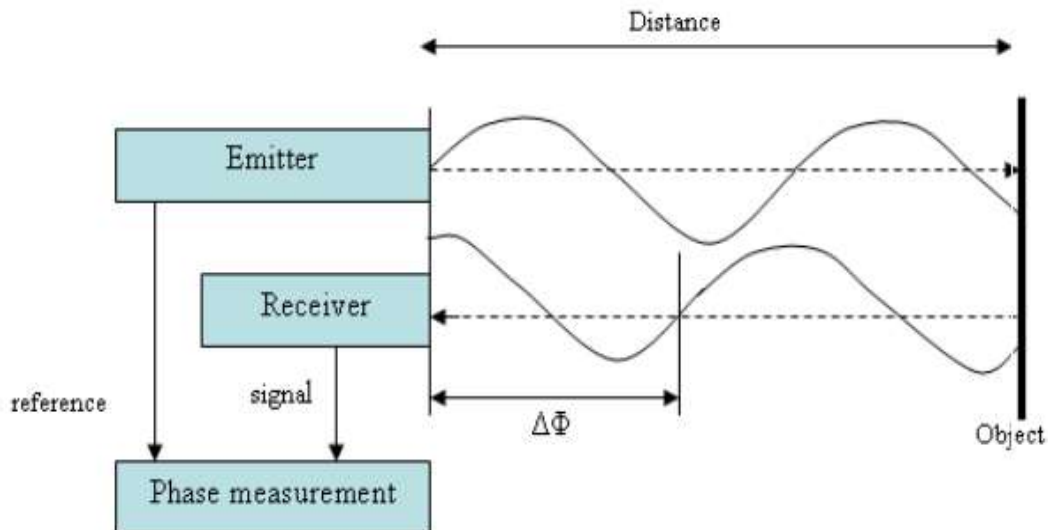 Distance
Emitter
Receiver
reference
signal
ΔΦ
Object
Phase measurement